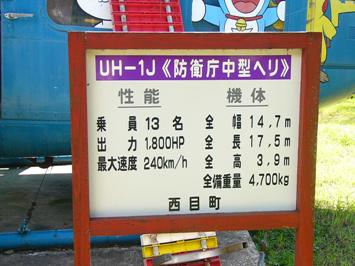 UH-1J《防衛庁中型ヘリ》
性能 機体
乗員 13名 全幅 14,7m
出力 1,800HP 全長 17,5m
最大速度 240km/h 全高 3,9m
全備重量 4,700kg
西目町